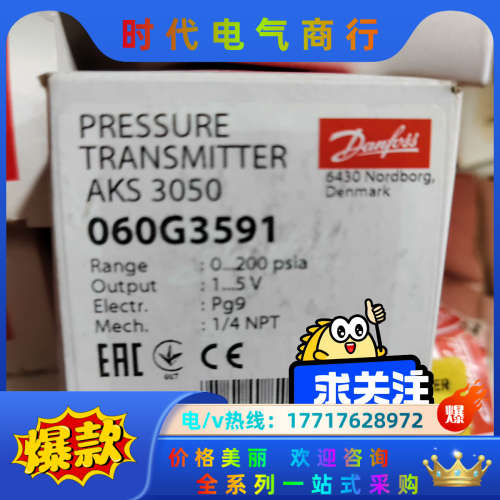 时代电气商行
PRESSURE
TRANSMITTER
AKS 3050
060G3591
Danfoss
6430 Nordborg,
Denmark
Range : 0...200 psia
Output : 1...5 V
Electr. : Pg9
Mech. : 1/4 NPT
EAC
CE
求关注
电/v热线：17717628972
爆
爆款
价格美丽 欢迎咨询
全系列一站式采购